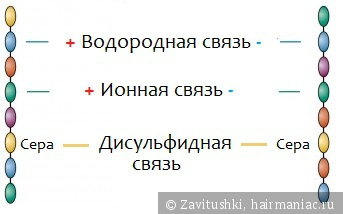 + Водородная связь -
+ Ионная связь -
Сера Дисульфидная Сера
связь
© Zavitushki, hairmaniac.ru